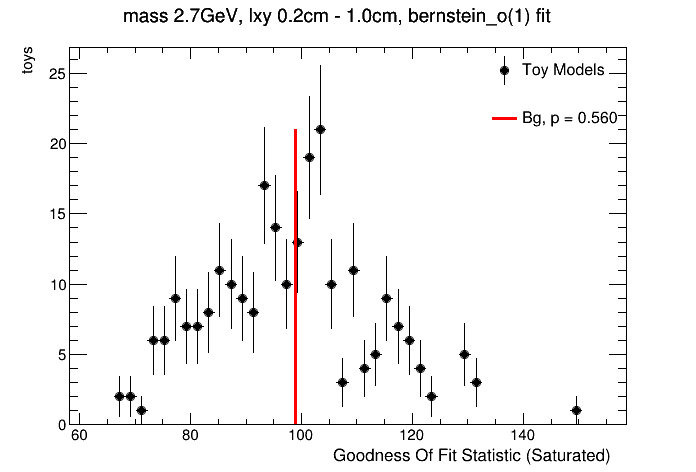 mass 2.7GeV, lxy 0.2cm - 1.0cm, bernstein_o(1) fit
toys
25
20
15
10
5
0
Toy Models
Bg, p = 0.560
60
80
100
120
140
Goodness Of Fit Statistic (Saturated)